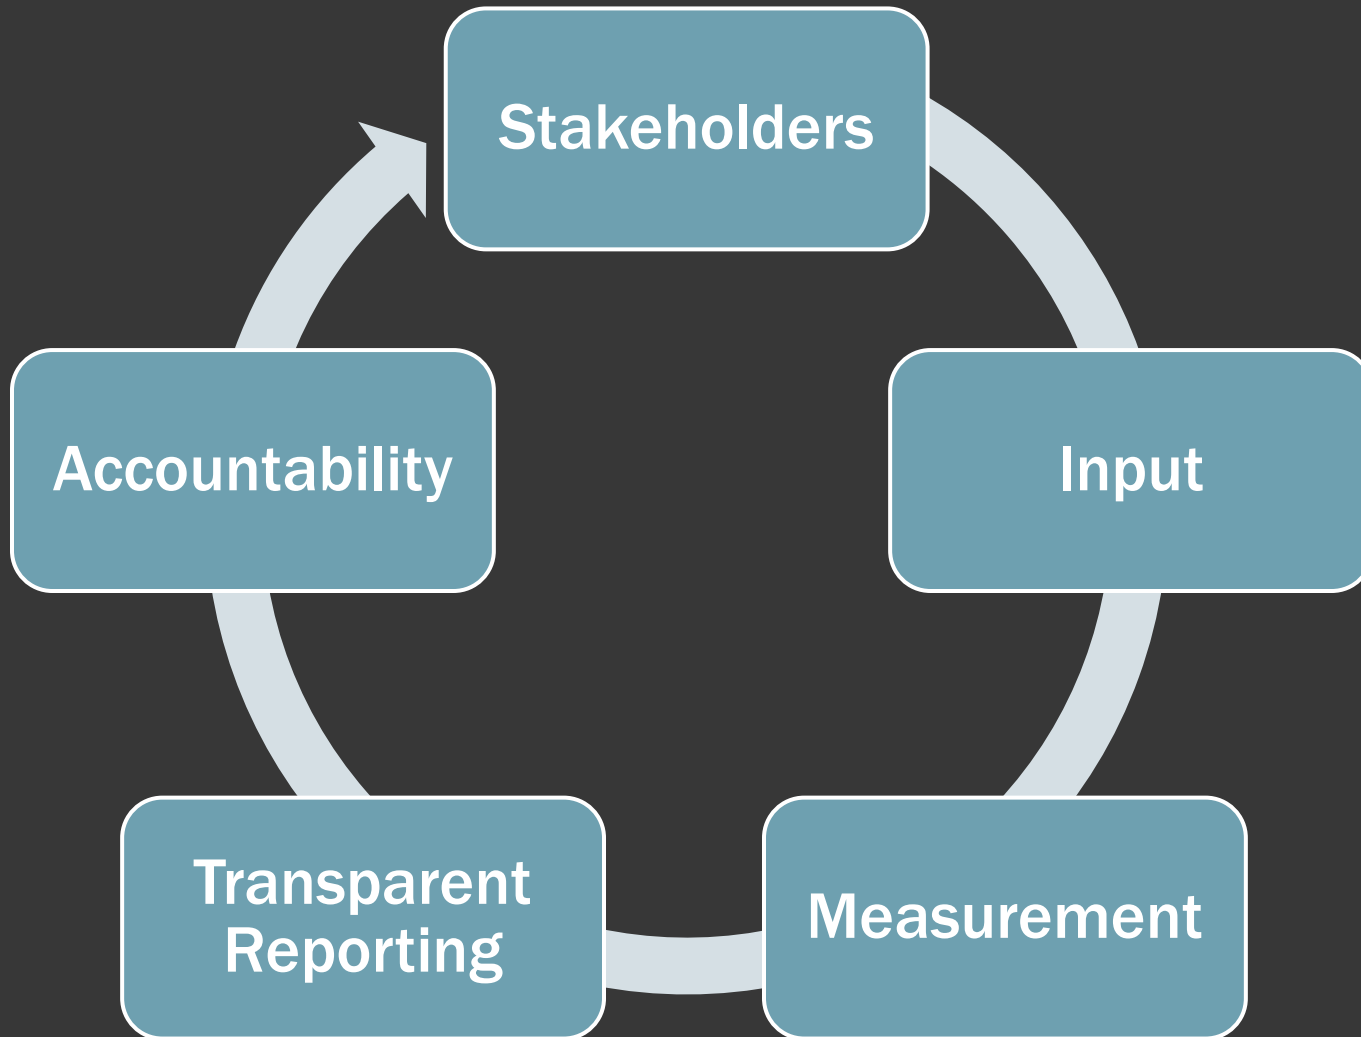 Stakeholders
Input
Measurement
Transparent
Reporting
Accountability